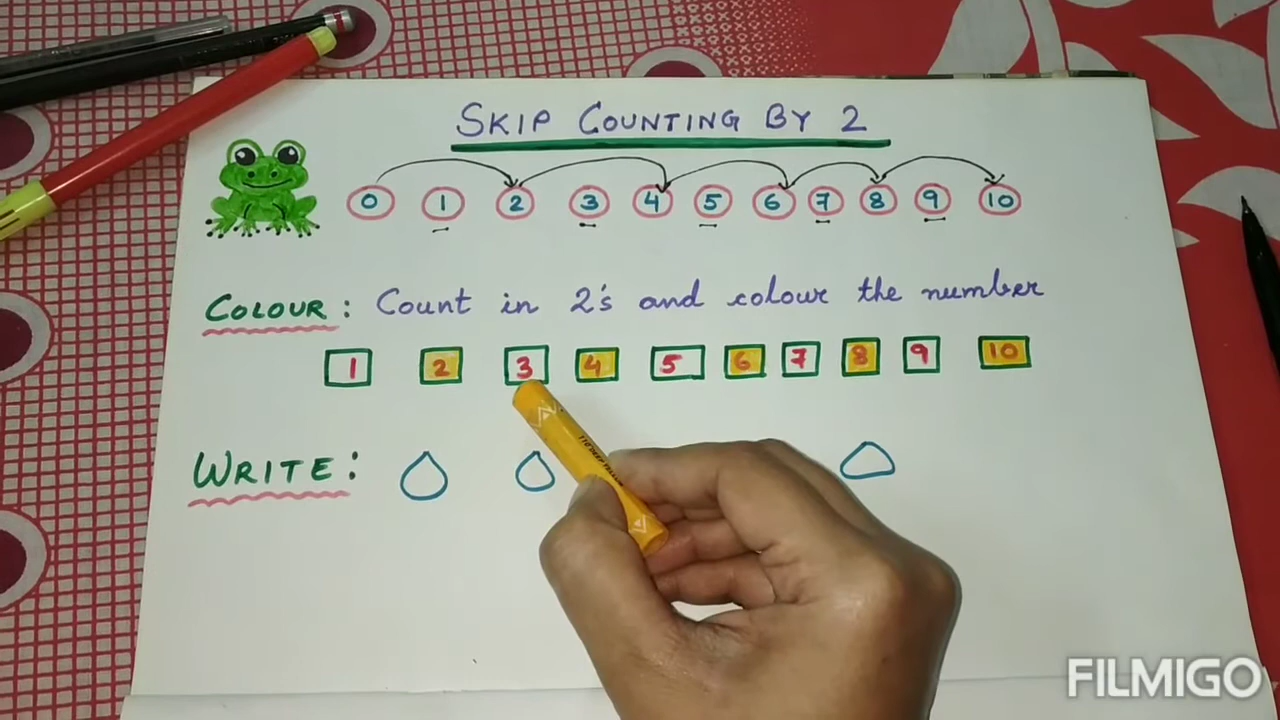 SKIP COUNTING BY 2
0 1 2 3 4 5 6 7 8 9 10
COLOUR: Count in 2's and colour the number
1 2 3 4 5 6 7 8 9 10
WRITE:
FILMIGO